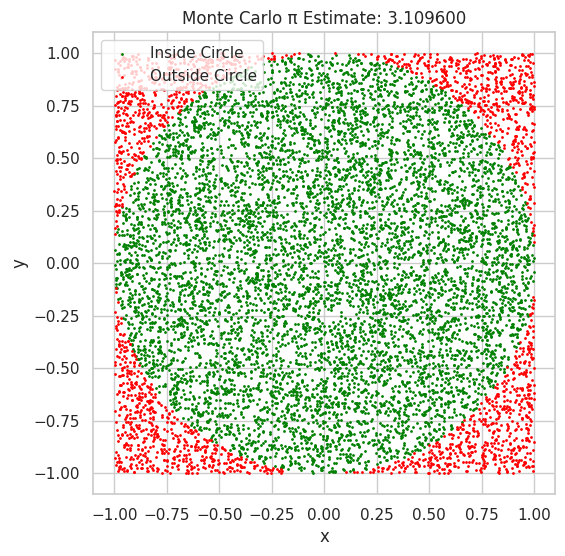 Monte Carlo π Estimate: 3.109600
Inside Circle
Outside Circle
1.00
0.75
0.50
0.25
0.00
−0.25
−0.50
−0.75
−1.00
y
−1.00 −0.75 −0.50 −0.25 0.00 0.25 0.50 0.75 1.00
x